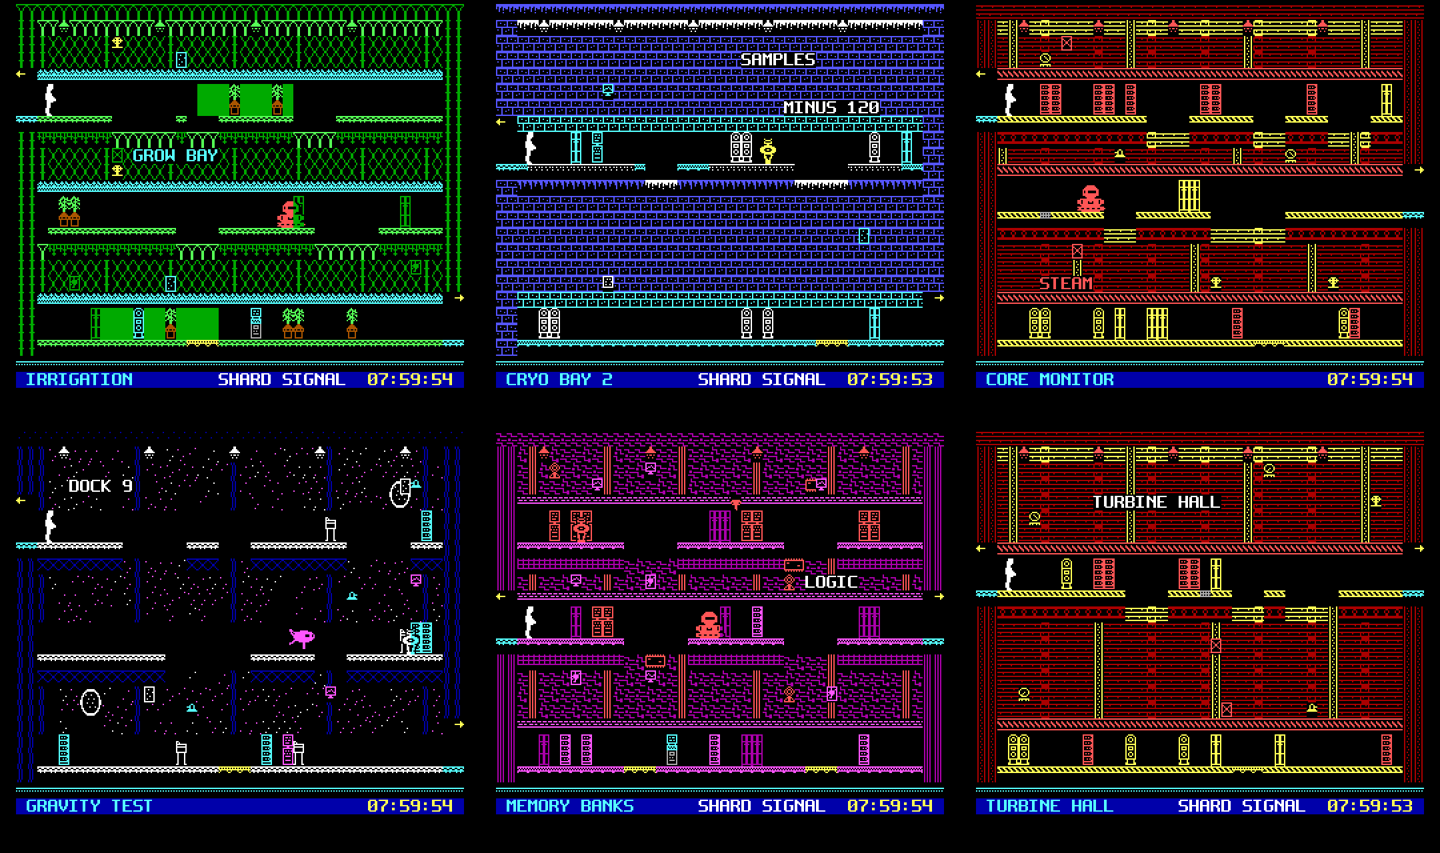 GROW BAY
IRRIGATION SHARD SIGNAL 07:59:54
SAMPLES
MINUS 120
CRYO BAY 2 SHARD SIGNAL 07:59:53
STEAM
CORE MONITOR 07:59:54
DOCK 9
GRAVITY TEST 07:59:54
LOGIC
MEMORY BANKS SHARD SIGNAL 07:59:54
TURBINE HALL
TURBINE HALL SHARD SIGNAL 07:59:53